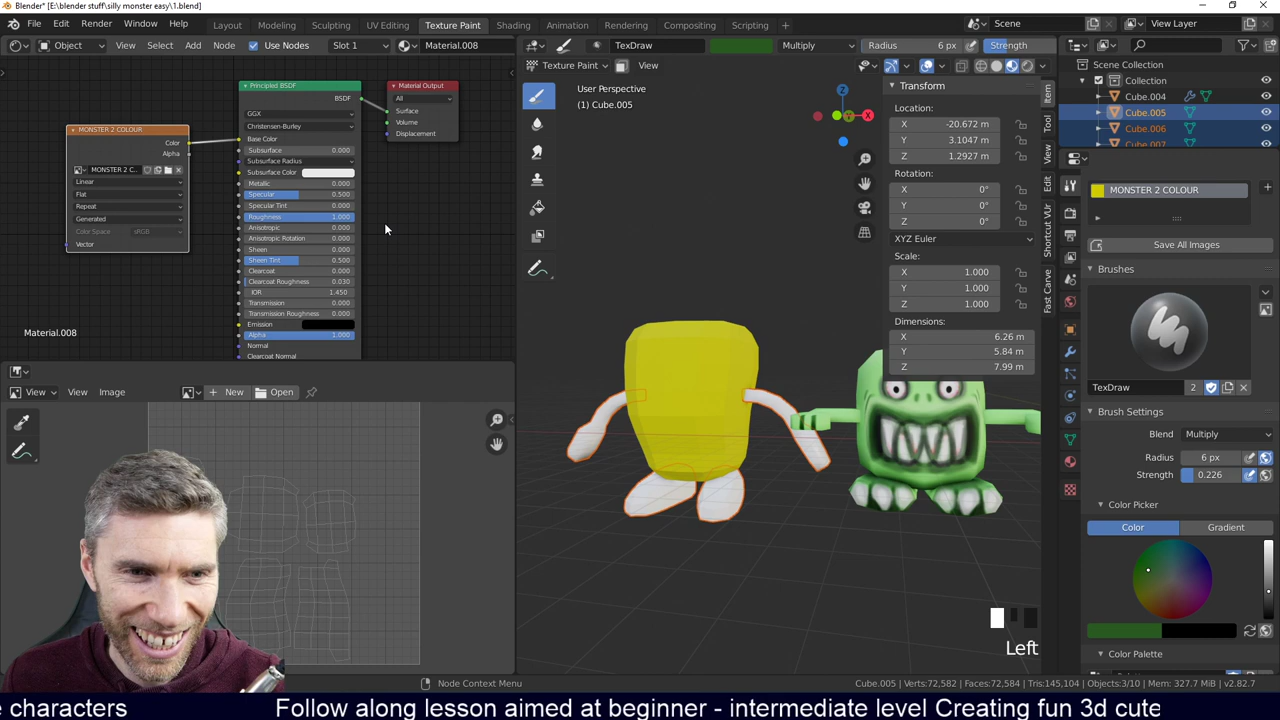 Blender* [E:\blender stuff\silly monster easy\1.blend]
File Edit Render Window Help
Layout Modeling Sculpting UV Editing Texture Paint Shading Animation Rendering Compositing Scripting
Scene
View Layer
Object View Select Add Node Use Nodes Slot 1 Material.008
TexDraw Multiply Radius 6 px Strength
Texture Paint View
User Perspective
(1) Cube.005
Principled BSDF
BSDF
GGX
Christensen-Burley
Base Color
Subsurface 0.000
Subsurface Radius
Subsurface Color
Metallic 0.000
Specular 0.500
Specular Tint 0.000
Roughness 1.000
Anisotropic 0.000
Anisotropic Rotation 0.000
Sheen 0.000
Sheen Tint 0.500
Clearcoat 0.000
Clearcoat Roughness 0.030
IOR 1.450
Transmission 0.000
Transmission Roughness 0.000
Emission
Alpha 1.000
Normal
Clearcoat Normal
Material Output
All
Surface
Volume
Displacement
MONSTER 2 COLOUR
Color
Alpha
MONSTER 2 C..
Linear
Flat
Repeat
Generated
Color Space sRGB
Vector
Material.008
View View Image New Open
Transform
Location:
X -20.672 m
Y 3.1047 m
Z 1.2927 m
Rotation:
X 0°
Y 0°
Z 0°
XYZ Euler
Scale:
X 1.000
Y 1.000
Z 1.000
Dimensions:
X 6.26 m
Y 5.84 m
Z 7.99 m
Item
Tool
View
Edit
Shortcut VUr
Fast Carve
Scene Collection
Collection
Cube.004
Cube.005
Cube.006
Cube.007
MONSTER 2 COLOUR
Save All Images
Brushes
TexDraw 2
Brush Settings
Blend Multiply
Radius 6 px
Strength 0.226
Color Picker
Color Gradient
Color Palette
Left
Node Context Menu
Cube.005 | Verts:72,582 | Faces:72,584 | Tris:145,104 | Objects:3/10 | Mem: 327.7 MiB | v2.82.7
e characters Follow along lesson aimed at beginner - intermediate level Creating fun 3d cute